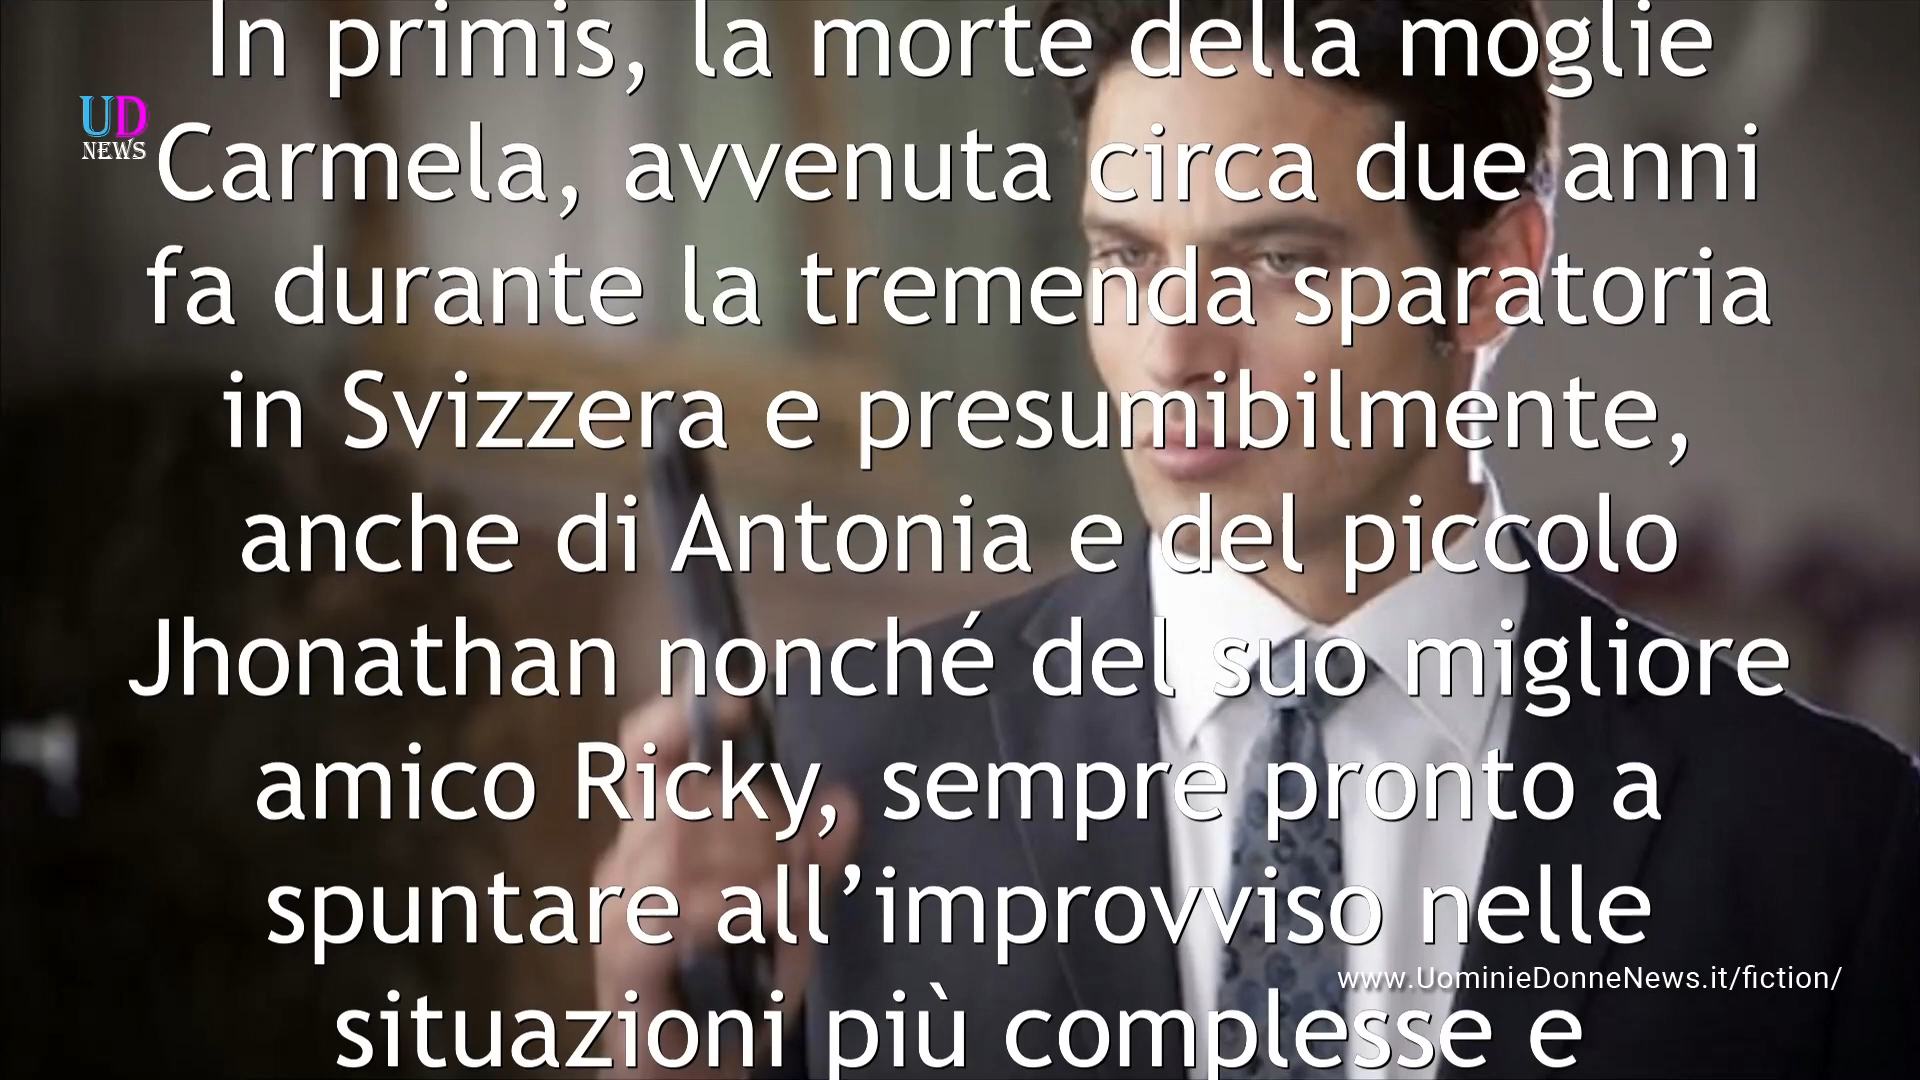 In primis, la morte della moglie
UD
NEWS
Carmela, avvenuta circa due anni
fa durante la tremenda sparatoria
in Svizzera e presumibilmente,
anche di Antonia e del piccolo
Jhonathan nonché del suo migliore
amico Ricky, sempre pronto a
spuntare all’improvviso nelle
www.UominieDonneNews.it/fiction/
situazioni più complesse e